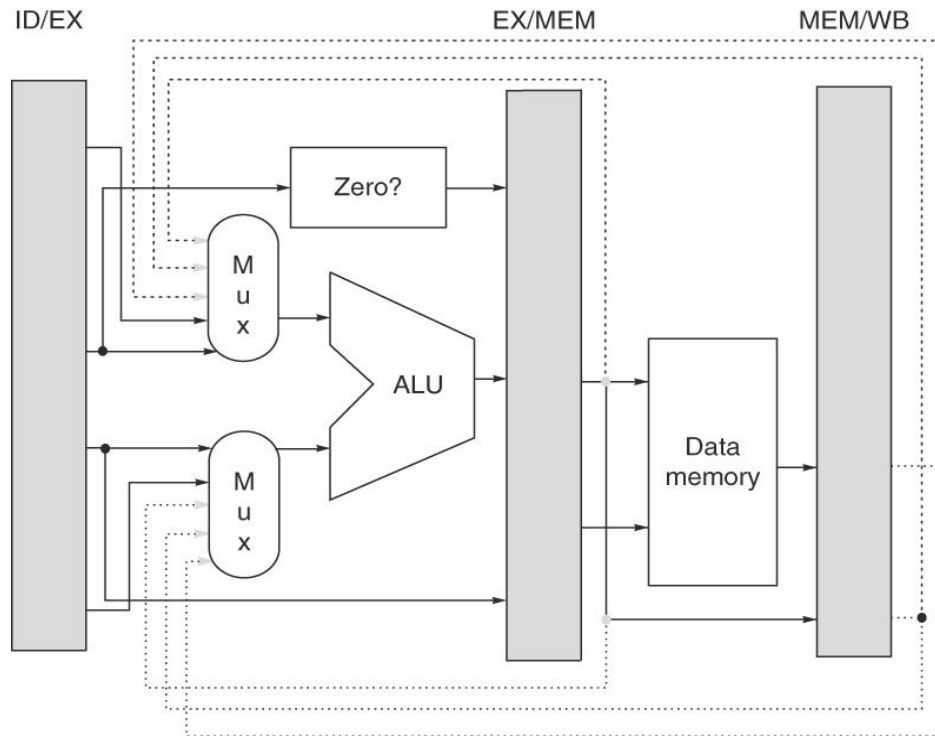 ID/EX
EX/MEM
MEM/WB
Zero?
M
u
x
ALU
M
u
x
Data
memory